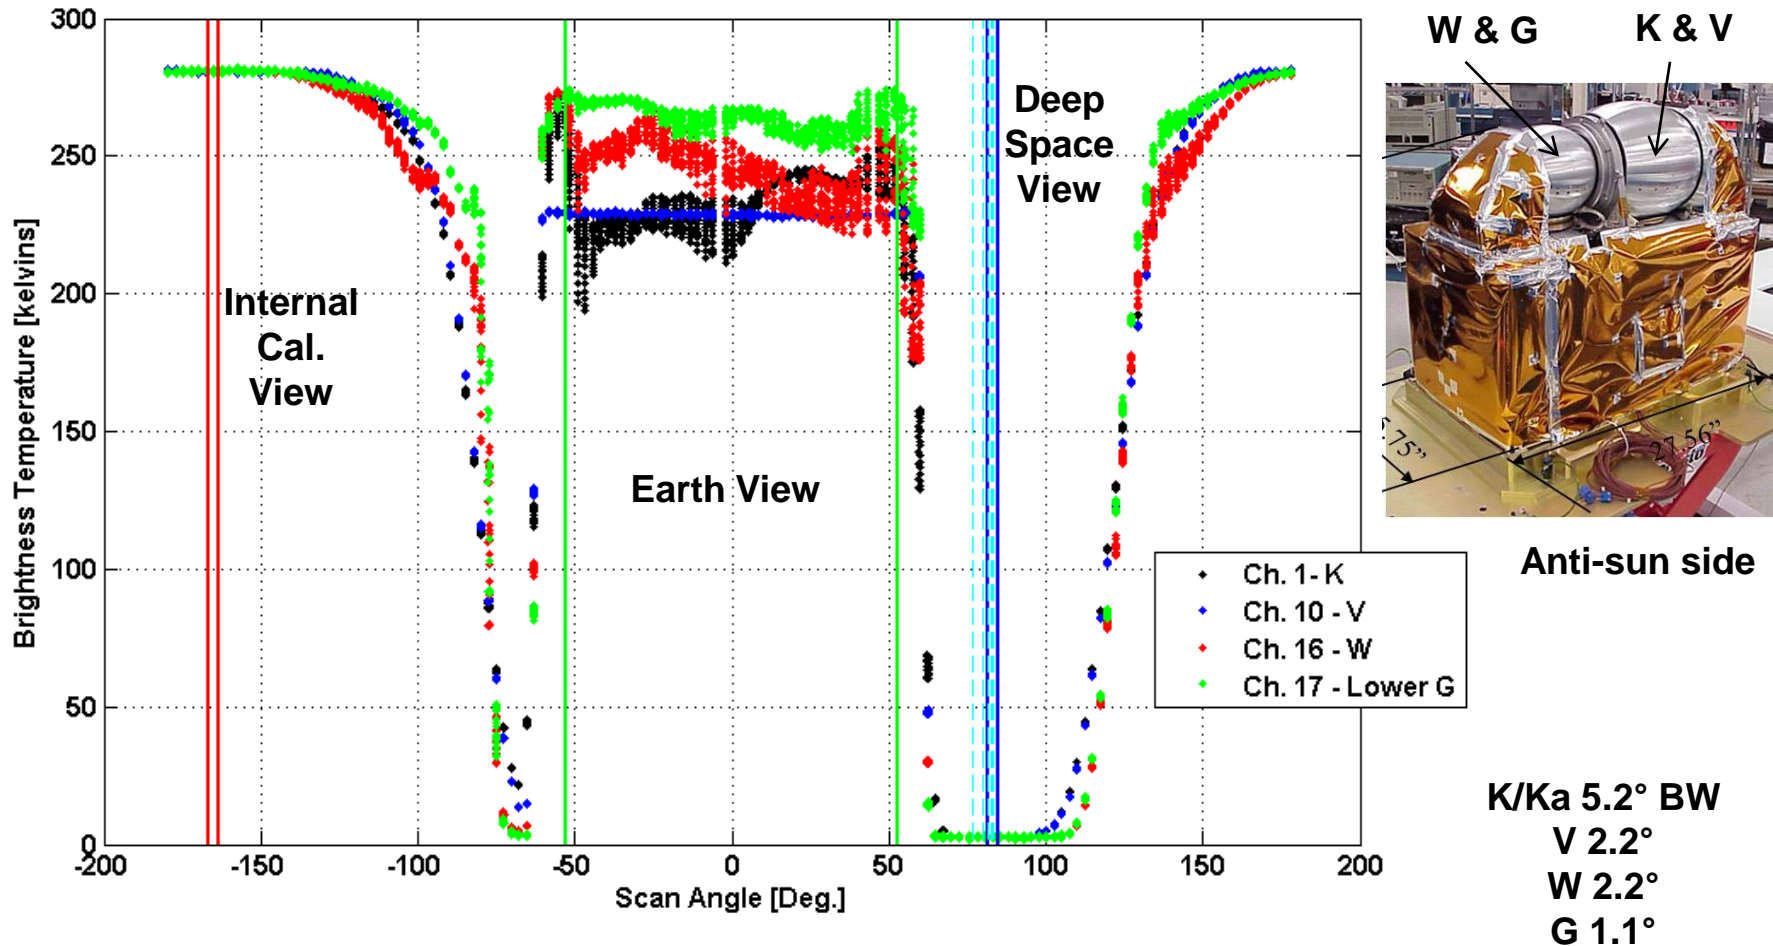 300
250
200
150
100
50
0
-200
-150
-100
-50
0
50
100
150
200
Brightness Temperature [kelvins]
Scan Angle [Deg.]
Internal
Cal.
View
Earth View
Deep
Space
View
Ch. 1- K
Ch. 10 - V
Ch. 16 - W
Ch. 17 - Lower G
W & G
K & V
.75”
27.56”
Anti-sun side
K/Ka 5.2° BW
V 2.2°
W 2.2°
G 1.1°